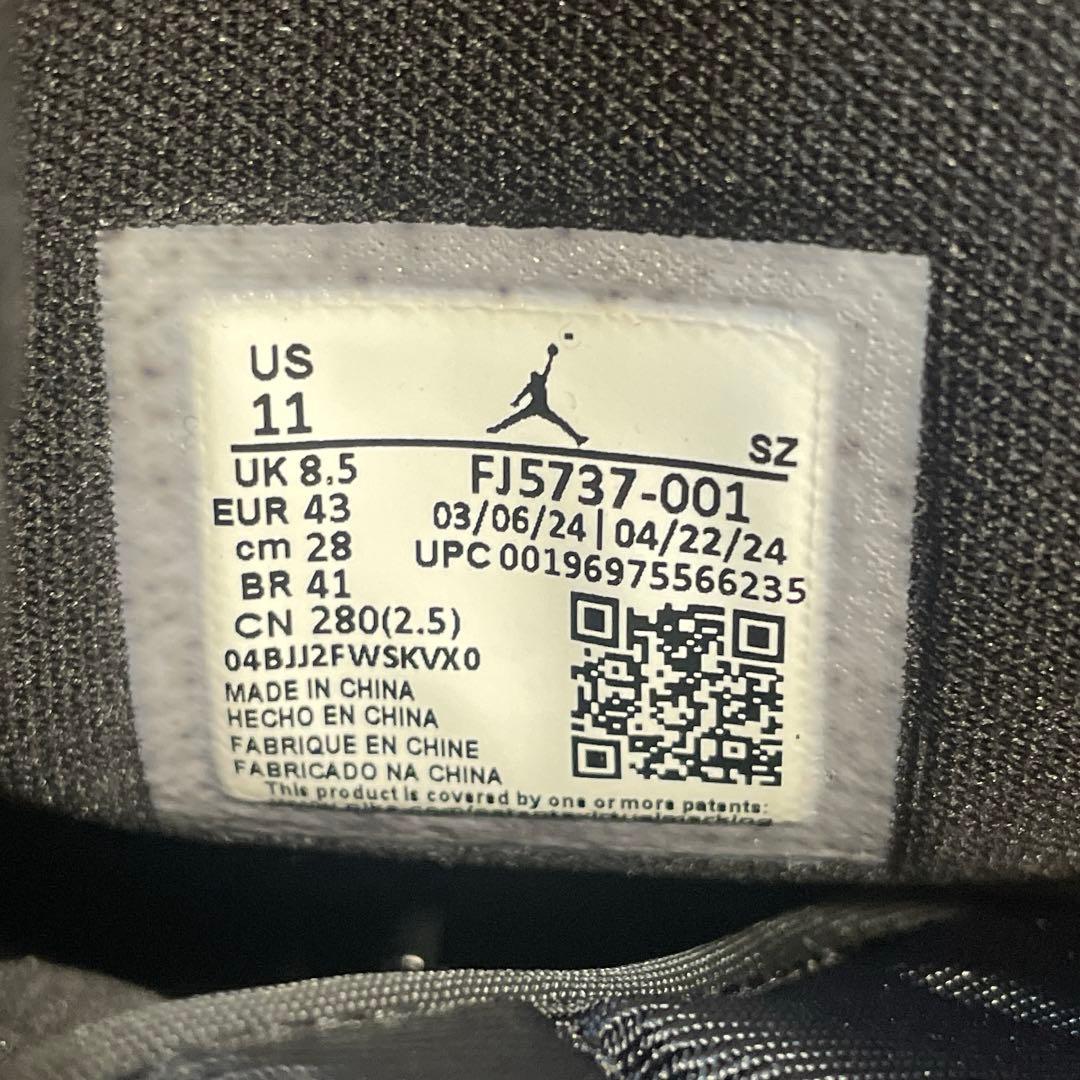 US
11
SZ
UK 8.5
FJ5737-001
EUR 43
03/06/24 | 04/22/24
cm 28
UPC 00196975566235
BR 41
CN 280(2.5)
04BJJ2FWSKVX0
MADE IN CHINA
HECHO EN CHINA
FABRIQUE EN CHINE
FABRICADO NA CHINA
This product is covered by one or more patents: